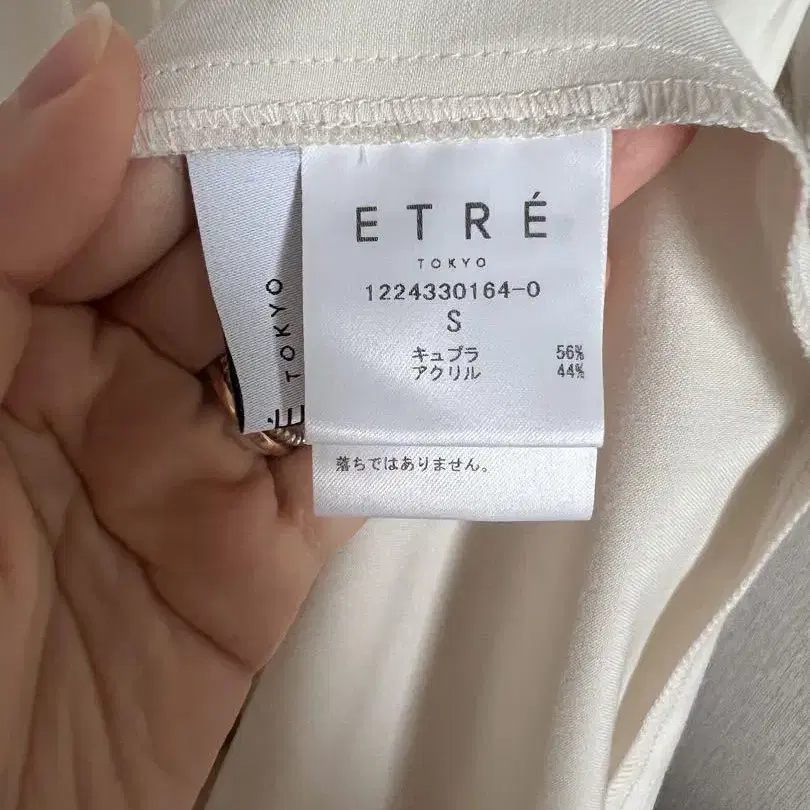 ETRÉ
TOKYO
1224330164-0
S
キュプラ 56%
アクリル 44%
落ちではありません。
É TOKYO